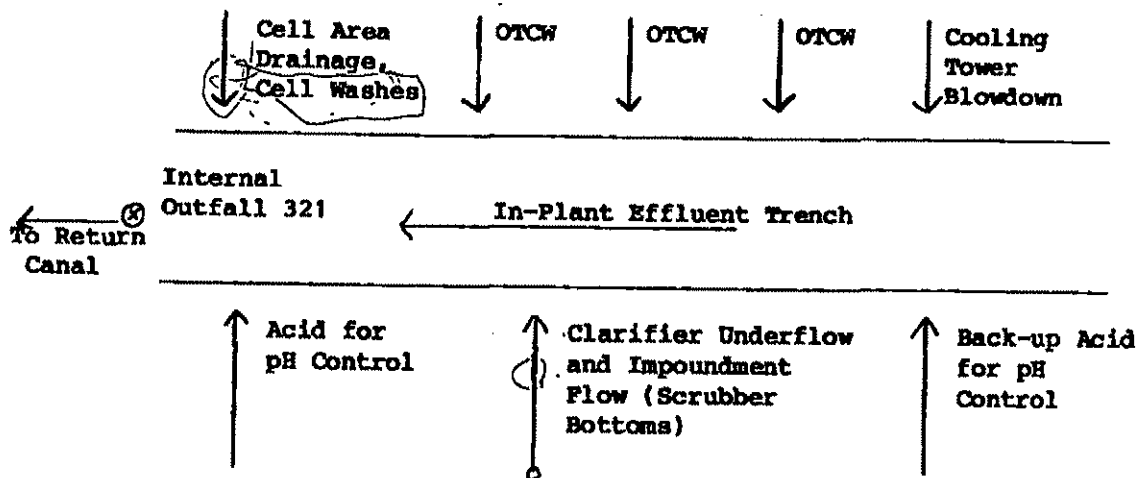 Cell Area
Drainage,
Cell Washes
OTCW
OTCW
OTCW
Cooling
Tower
Blowdown
Internal
Outfall 321
In-Plant Effluent Trench
To Return
Canal
Acid for
pH Control
Clarifier Underflow
and Impoundment
Flow (Scrubber
Bottoms)
Back-up Acid
for pH
Control